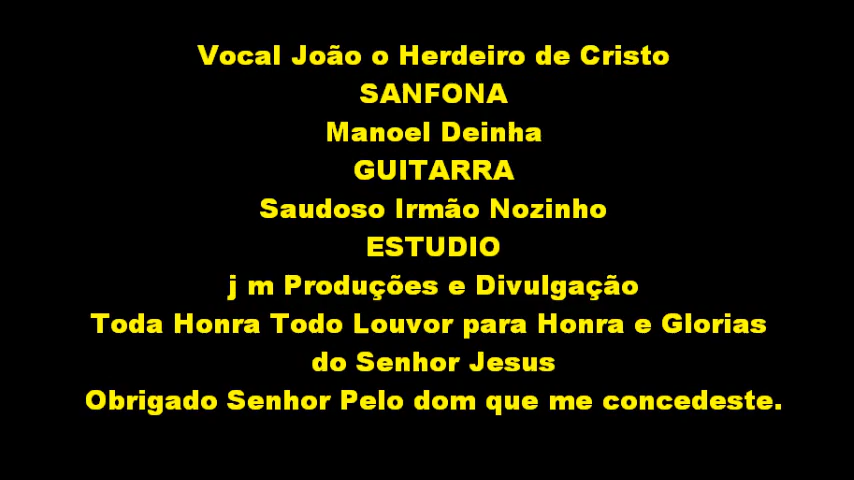 Vocal João o Herdeiro de Cristo
SANFONA
Manoel Deinha
GUITARRA
Saudoso Irmão Nozinho
ESTUDIO
j m Produções e Divulgação
Toda Honra Todo Louvor para Honra e Glorias
do Senhor Jesus
Obrigado Senhor Pelo dom que me concedeste.